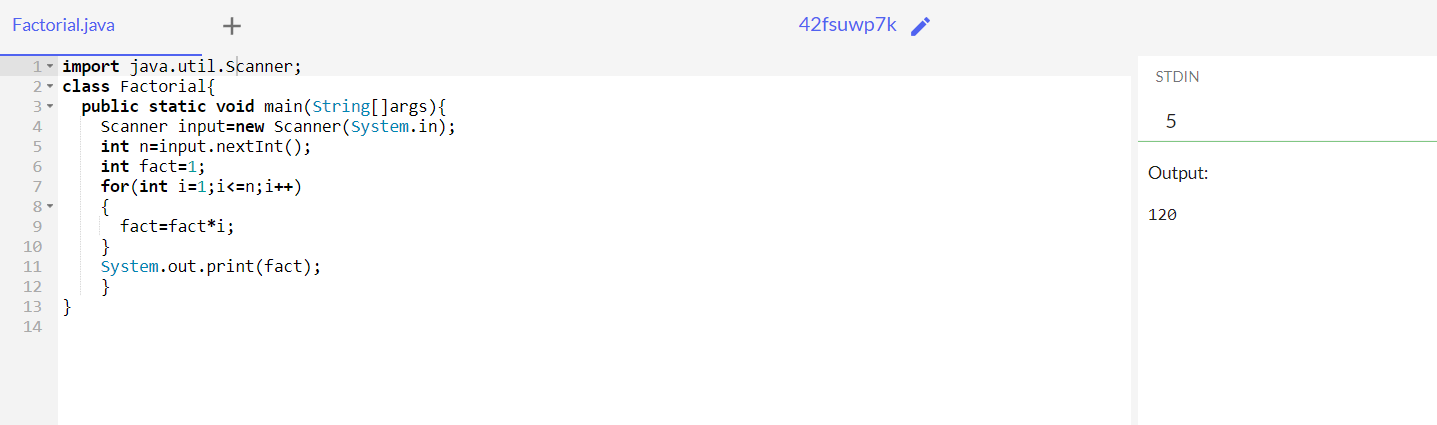 Factorial.java + 42fsuwp7k
1 import java.util.Scanner;
2 class Factorial{
3 public static void main(String[]args){
4 Scanner input=new Scanner(System.in);
5 int n=input.nextInt();
6 int fact=1;
7 for(int i=1;i<=n;i++)
8 {
9 fact=fact*i;
10 }
11 System.out.print(fact);
12 }
13 }
14
STDIN
5
Output:
120